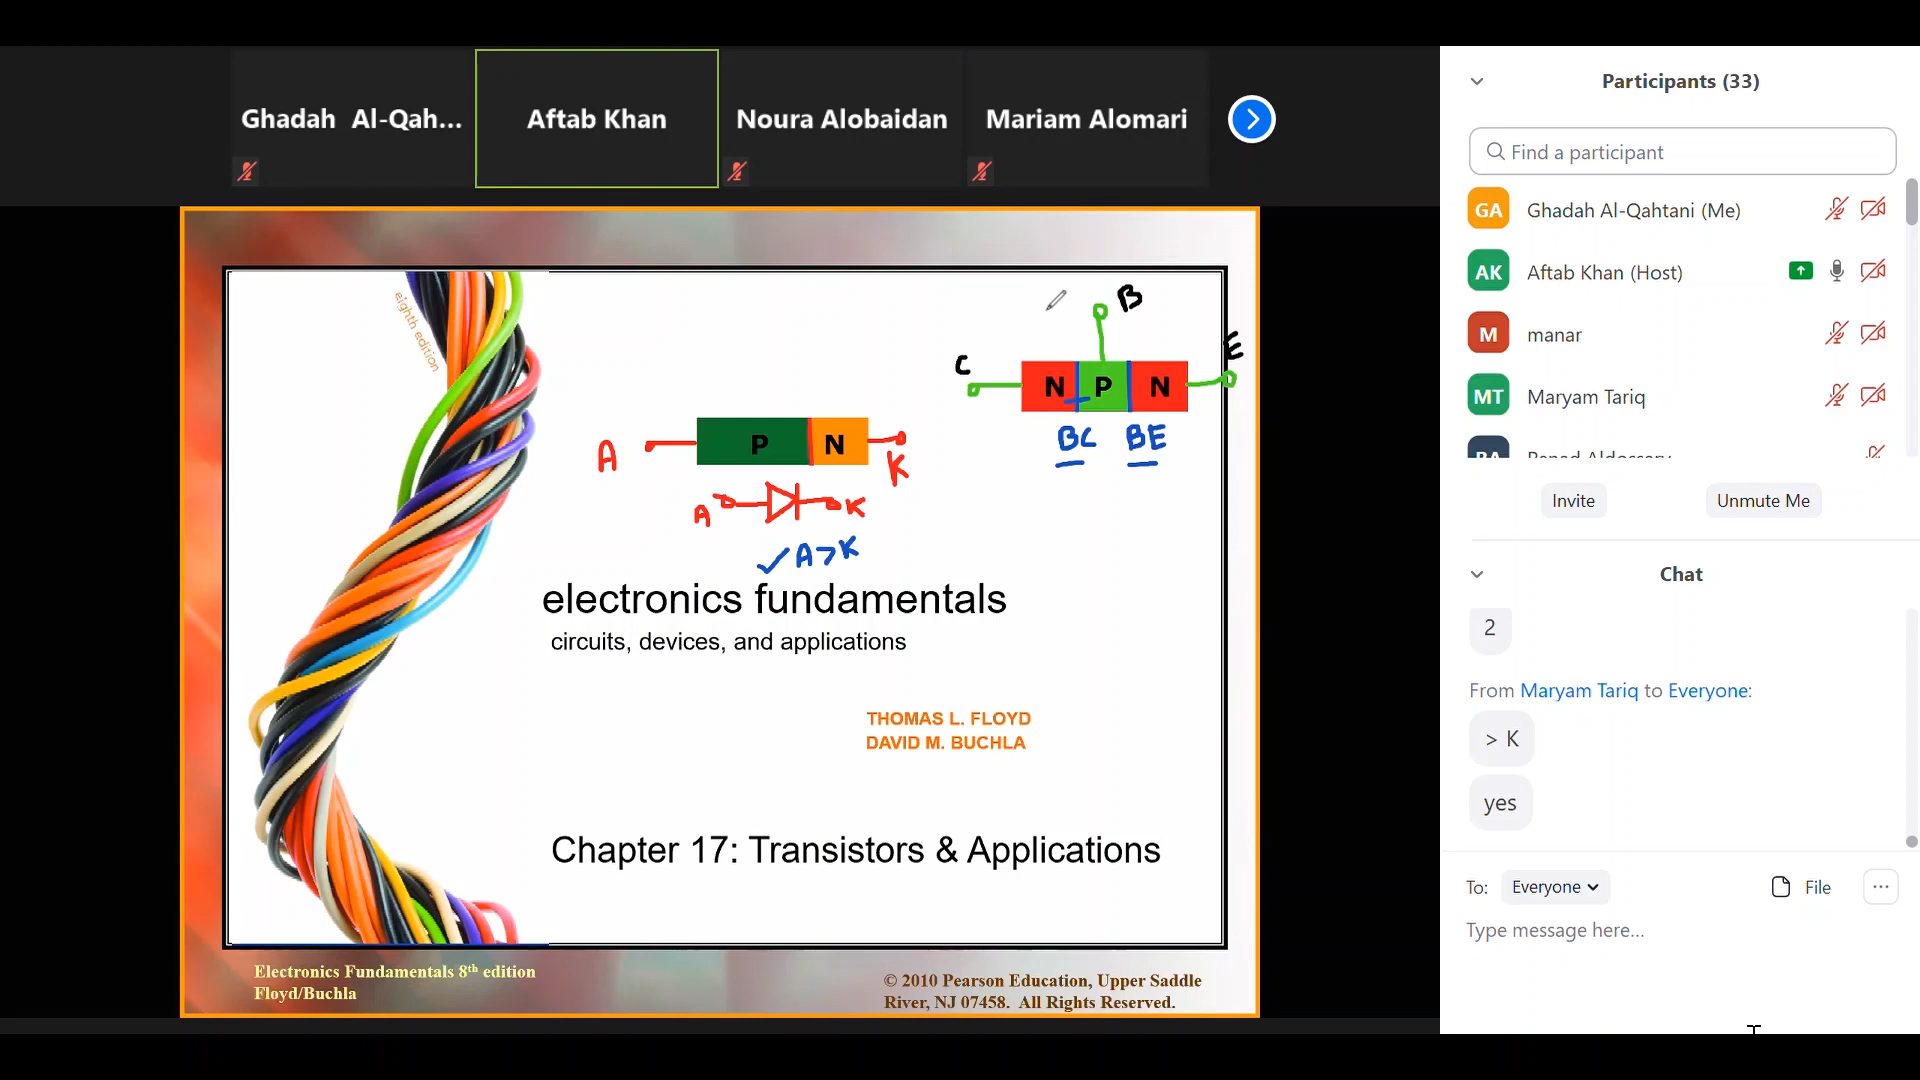 Ghadah Al-Qah...
Aftab Khan
Noura Alobaidan
Mariam Alomari
eighth edition
B
C
E
N P N
BC BE
A
P N
K
A K
✓ A > K
electronics fundamentals
circuits, devices, and applications
THOMAS L. FLOYD
DAVID M. BUCHLA
Chapter 17: Transistors & Applications
Electronics Fundamentals 8th edition
Floyd/Buchla
© 2010 Pearson Education, Upper Saddle
River, NJ 07458. All Rights Reserved.
Participants (33)
Find a participant
GA Ghadah Al-Qahtani (Me)
AK Aftab Khan (Host)
M manar
MT Maryam Tariq
Invite
Unmute Me
Chat
2
From Maryam Tariq to Everyone:
> K
yes
To: Everyone
File
...
Type message here...